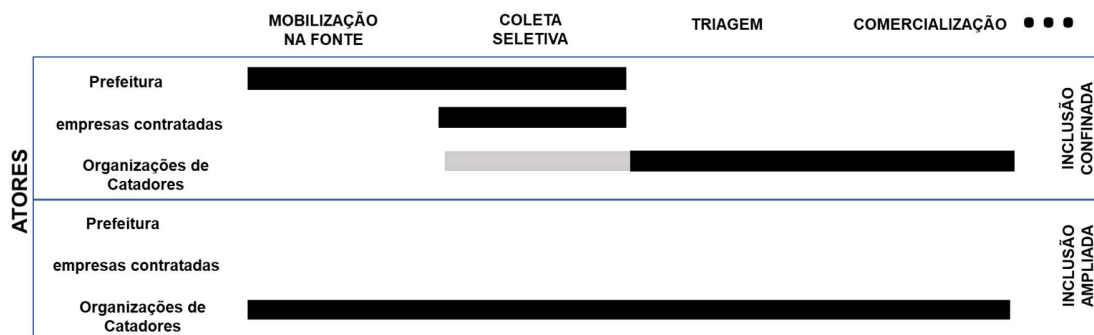 MOBILIZAÇÃO
NA FONTE
COLETA
SELETIVA
TRIAGEM
COMERCIALIZAÇÃO
ATORES
Prefeitura
empresas contratadas
Organizações de
Catadores
INCLUSÃO
CONFINADA
Prefeitura
empresas contratadas
Organizações de
Catadores
INCLUSÃO
AMPLIADA